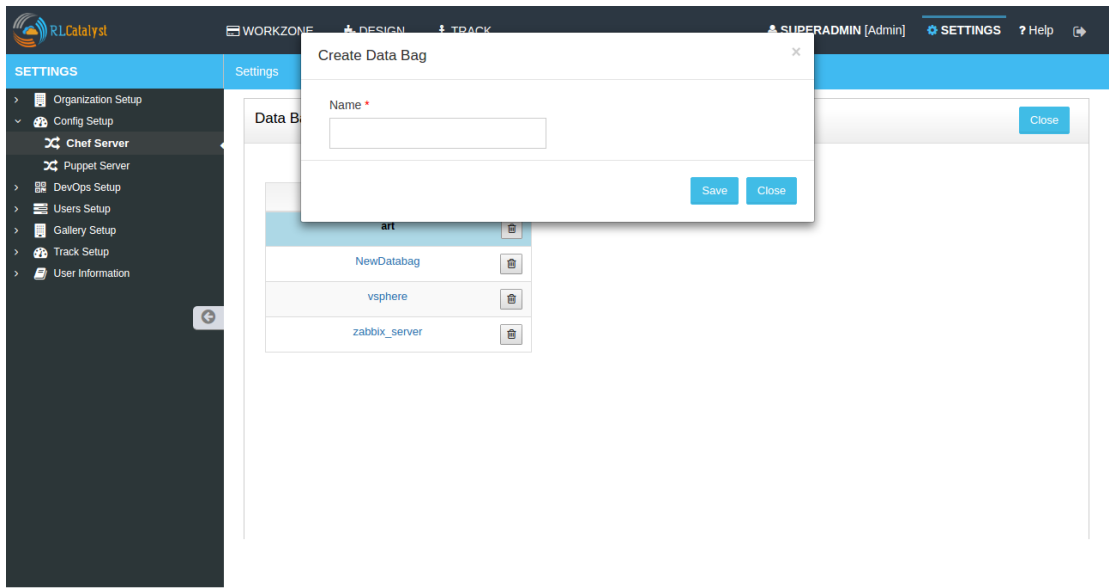 RLCatalyst
WORKZONE DESIGN TRACK SUPERADMIN [Admin] SETTINGS ? Help
SETTINGS
Settings
Create Data Bag ×
Name *
Save Close
Organization Setup
Config Setup
Chef Server
Puppet Server
DevOps Setup
Users Setup
Gallery Setup
Track Setup
User Information
Data B
Close
art
NewDatabag
vsphere
zabbix_server